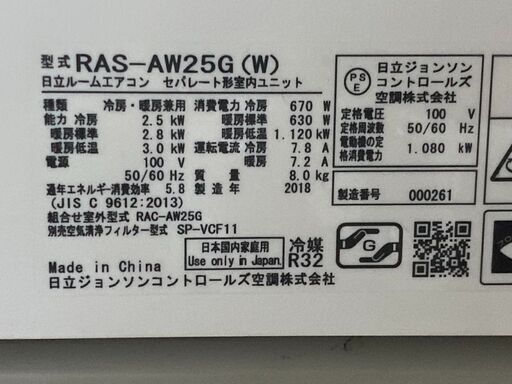 型式 RAS-AW25G (W)
日立ルームエアコン セパレート形室内ユニット
種類 冷房・暖房兼用 消費電力 冷房 670 W
能力 冷房 2.5 kW 暖房標準 630 W
暖房標準 2.8 kW 暖房低温 1,120 kW
暖房低温 3.0 kW 運転電流 冷房 7.8 A
電源 100 V 暖房 7.2 A
50/60 Hz 質量 8.0 kg
通年エネルギー消費効率 5.8 製造年 2018
(JIS C 9612:2013)
組合せ室外型式 RAC-AW25G
別売空気清浄フィルター型式 SP-VCF11
日本国内家庭用
Use only in Japan.
冷媒
R32
Made in China
日立ジョンソンコントロールズ空調株式会社
PSE
日立ジョンソン
コントロールズ
空調株式会社
定格電圧 100 V
定格周波数 50/60 Hz
電動機の定格消費電力 1,080 kW
製造番号 000261
G